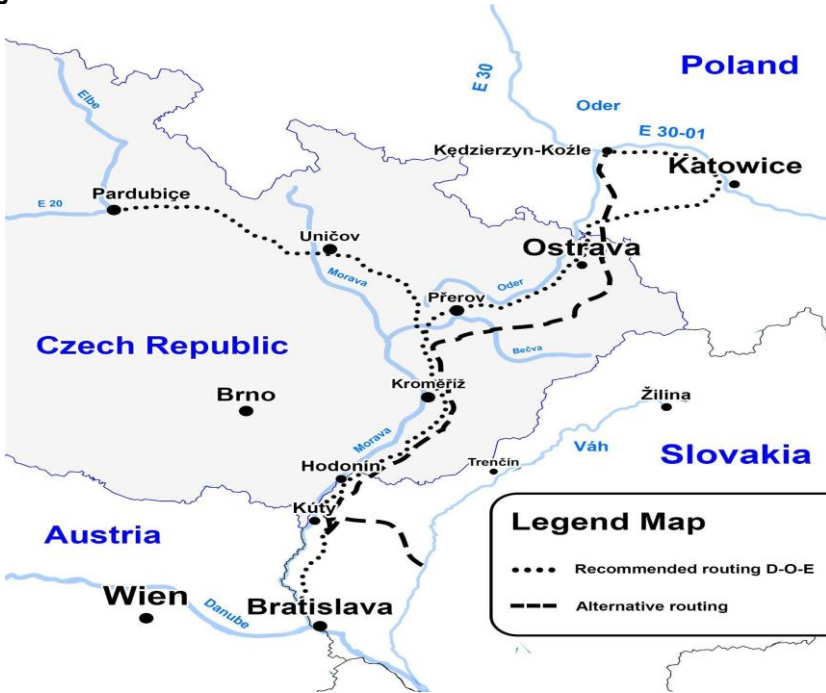 Poland
E 30
Oder
E 30-01
Elbe
Kędzierzyn-Koźle
Katowice
Pardubiçe
E 20
Uničov
Ostrava
Morava
Oder
Přerov
Czech Republic
Bečva
Kroměříž
Brno
Žilina
Morava
Váh
Slovakia
Hodonín
Trenčín
Kúty
Austria
Legend Map
Recommended routing D-O-E
Alternative routing
Wien
Danube
Bratislava